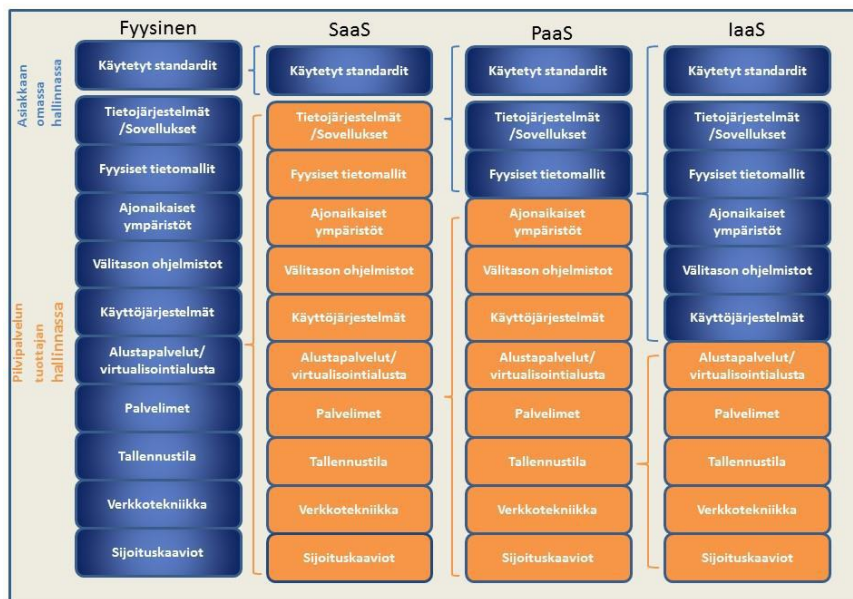 Fyysinen
SaaS
PaaS
IaaS
Asiakkaan
omassa
hallinnassa
Pilvipalvelun
tuottajan
hallinnassa
Käytetyt standardit
Tietojärjestelmät
/Sovellukset
Fyysiset tietomallit
Ajonaikaiset
ympäristöt
Välitason ohjelmistot
Käyttöjärjestelmät
Alustapalvelut/
virtualisointialusta
Palvelimet
Tallennustila
Verkkotekniikka
Sijoituskaaviot
Käytetyt standardit
Tietojärjestelmät
/Sovellukset
Fyysiset tietomallit
Ajonaikaiset
ympäristöt
Välitason ohjelmistot
Käyttöjärjestelmät
Alustapalvelut/
virtualisointialusta
Palvelimet
Tallennustila
Verkkotekniikka
Sijoituskaaviot
Käytetyt standardit
Tietojärjestelmät
/Sovellukset
Fyysiset tietomallit
Ajonaikaiset
ympäristöt
Välitason ohjelmistot
Käyttöjärjestelmät
Alustapalvelut/
virtualisointialusta
Palvelimet
Tallennustila
Verkkotekniikka
Sijoituskaaviot
Käytetyt standardit
Tietojärjestelmät
/Sovellukset
Fyysiset tietomallit
Ajonaikaiset
ympäristöt
Välitason ohjelmistot
Käyttöjärjestelmät
Alustapalvelut/
virtualisointialusta
Palvelimet
Tallennustila
Verkkotekniikka
Sijoituskaaviot